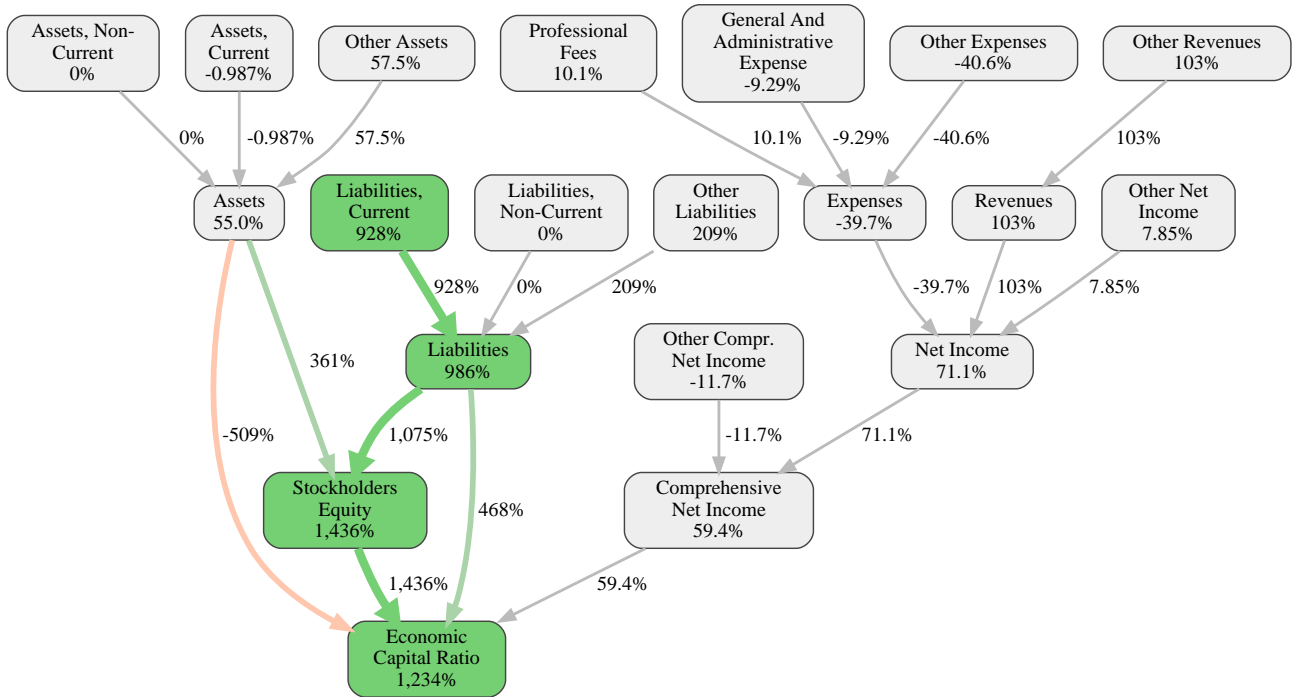 Assets, Non-
Current
0%
Assets,
Current
-0.987%
Other Assets
57.5%
Professional
Fees
10.1%
General And
Administrative
Expense
-9.29%
Other Expenses
-40.6%
Other Revenues
103%
0%
-0.987%
57.5%
10.1%
-9.29%
-40.6%
103%
Assets
55.0%
Liabilities,
Current
928%
Liabilities,
Non-Current
0%
Other
Liabilities
209%
Expenses
-39.7%
Revenues
103%
Other Net
Income
7.85%
928%
0%
209%
-39.7%
103%
7.85%
361%
Liabilities
986%
Other Compr.
Net Income
-11.7%
Net Income
71.1%
-509%
1,075%
-11.7%
71.1%
Stockholders
Equity
1,436%
468%
Comprehensive
Net Income
59.4%
1,436%
59.4%
Economic
Capital Ratio
1,234%